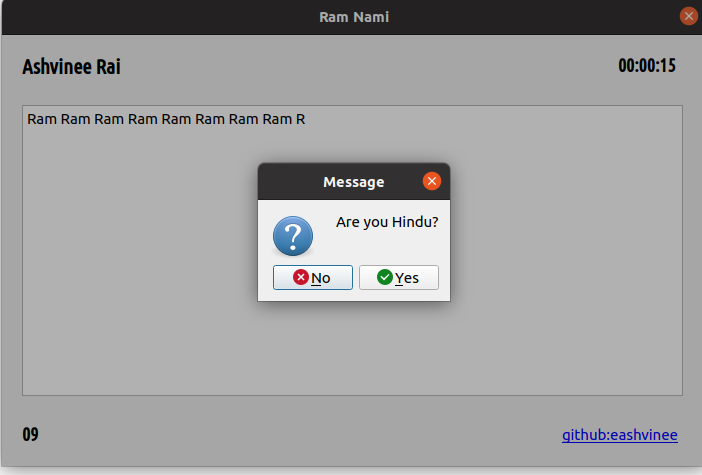 Ram Nami
Ashvinee Rai
00:00:15
Ram Ram Ram Ram Ram Ram Ram Ram R
Message
Are you Hindu?
No
Yes
09
github:eashvinee